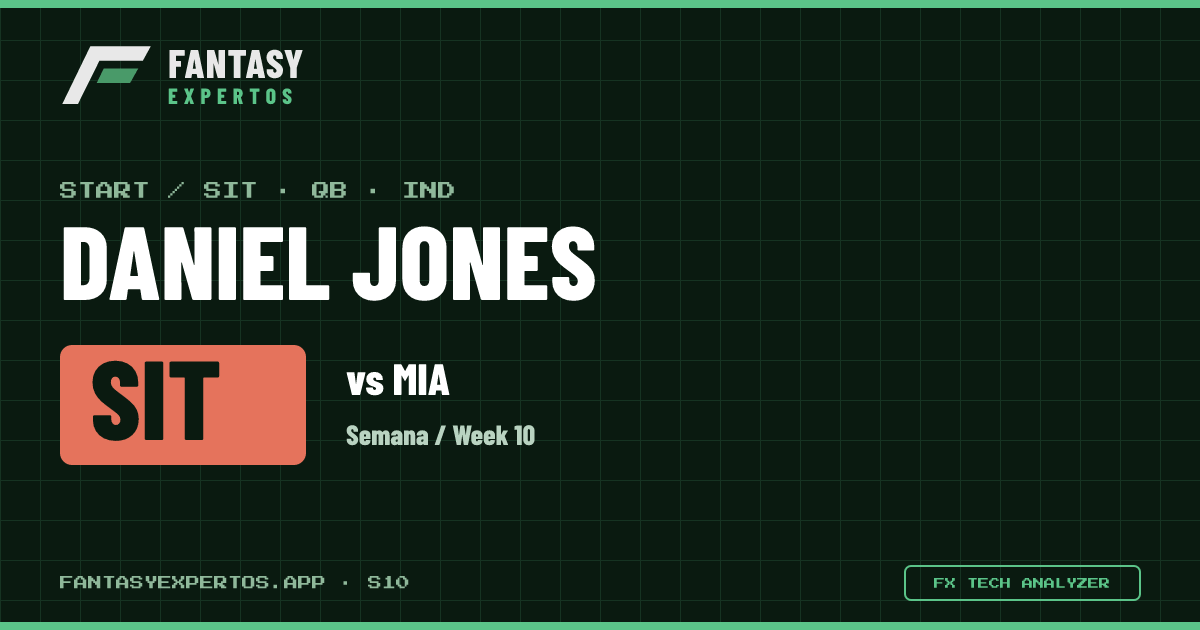 FANTASY
EXPERTOS
START / SIT · QB · IND
DANIEL JONES
SIT
vs MIA
Semana / Week 10
FANTASYEXPERTOS.APP · S10
FX TECH ANALYZER